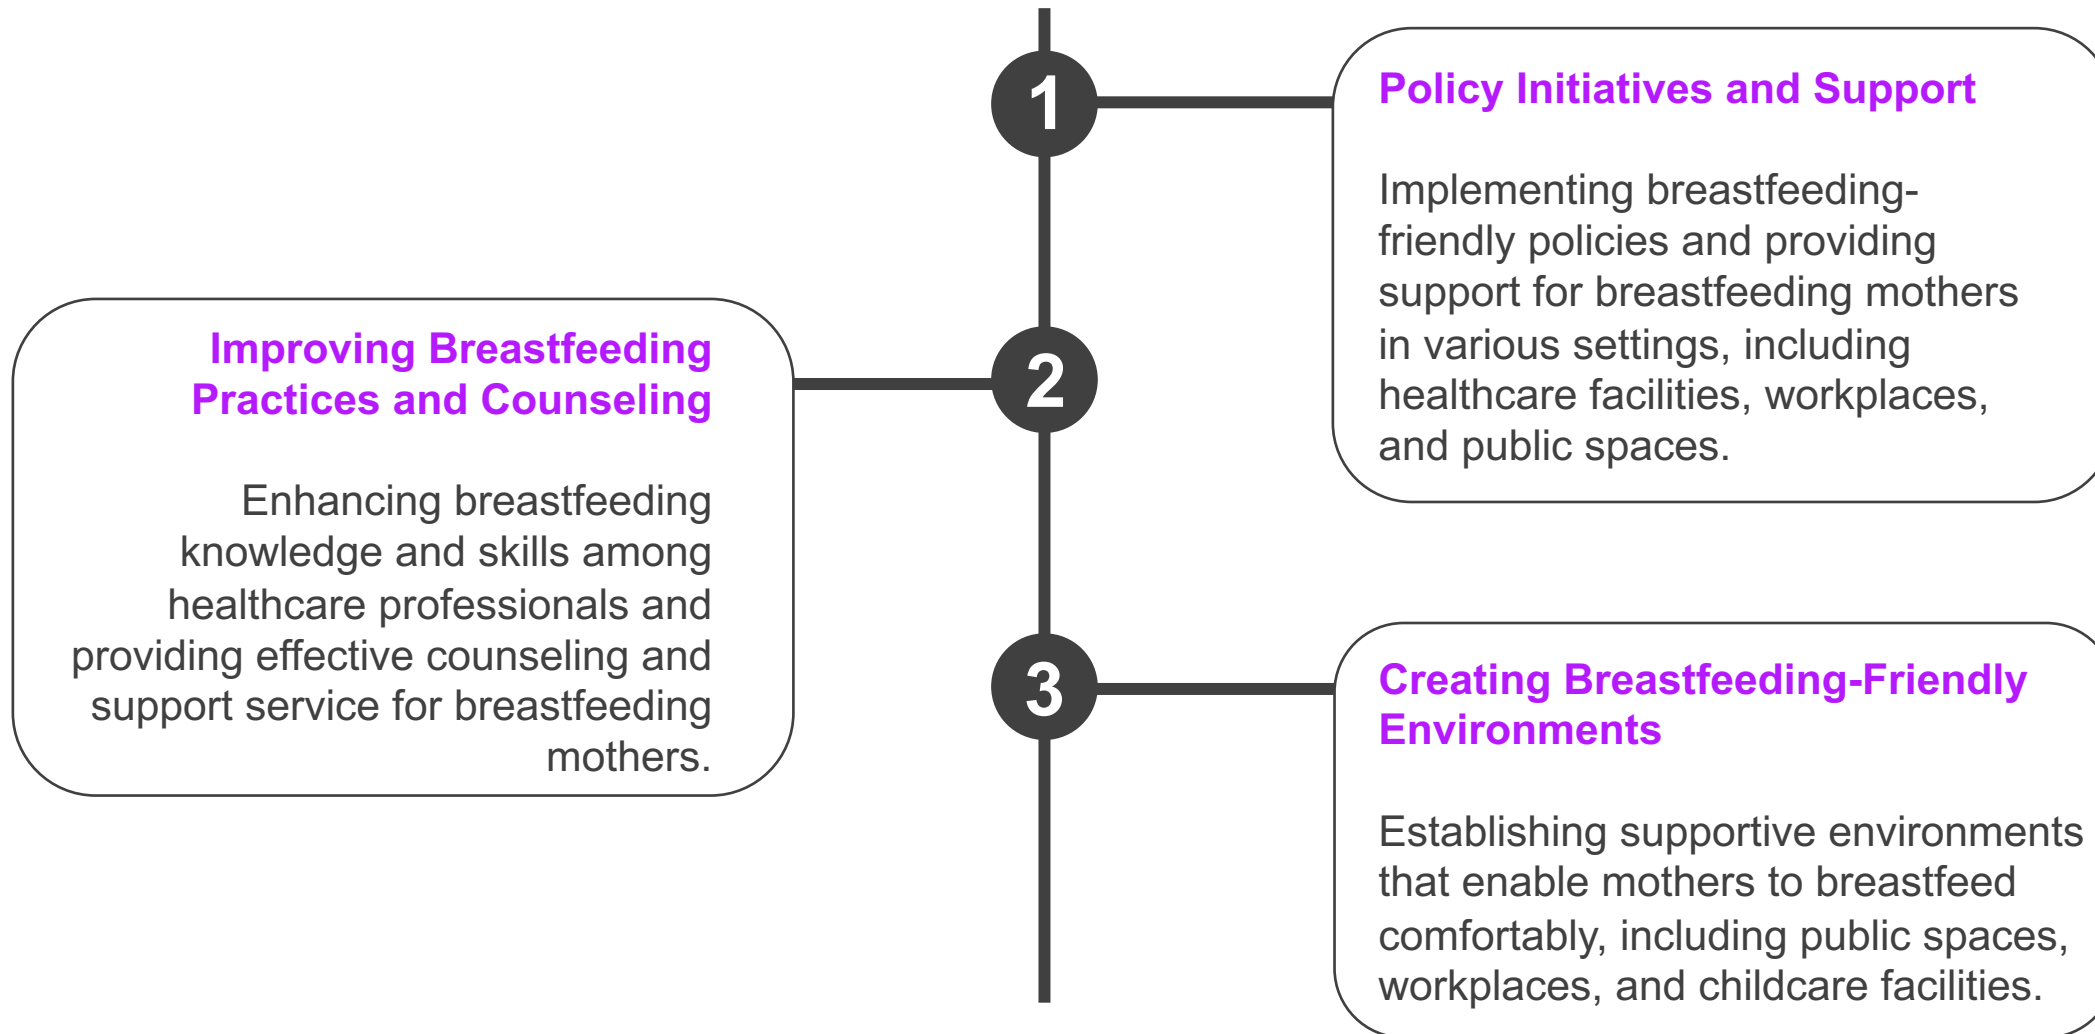 1
Policy Initiatives and Support
Implementing breastfeeding-
friendly policies and providing
support for breastfeeding mothers
in various settings, including
healthcare facilities, workplaces,
and public spaces.
2
Improving Breastfeeding
Practices and Counseling
Enhancing breastfeeding
knowledge and skills among
healthcare professionals and
providing effective counseling and
support service for breastfeeding
mothers.
3
Creating Breastfeeding-Friendly
Environments
Establishing supportive environments
that enable mothers to breastfeed
comfortably, including public spaces,
workplaces, and childcare facilities.